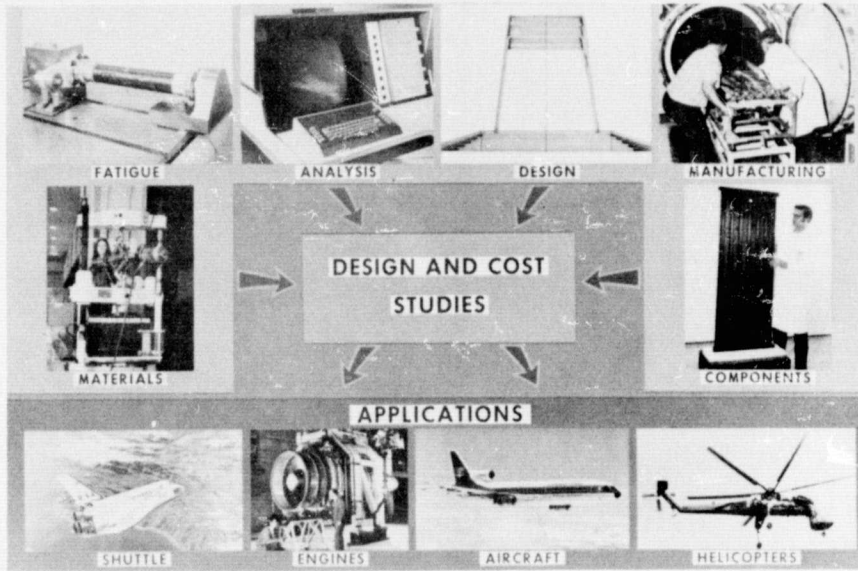 FATIGUE
ANALYSIS
DESIGN
MANUFACTURING
DESIGN AND COST
STUDIES
MATERIALS
COMPONENTS
APPLICATIONS
SHUTTLE
ENGINES
AIRCRAFT
HELICOPTERS